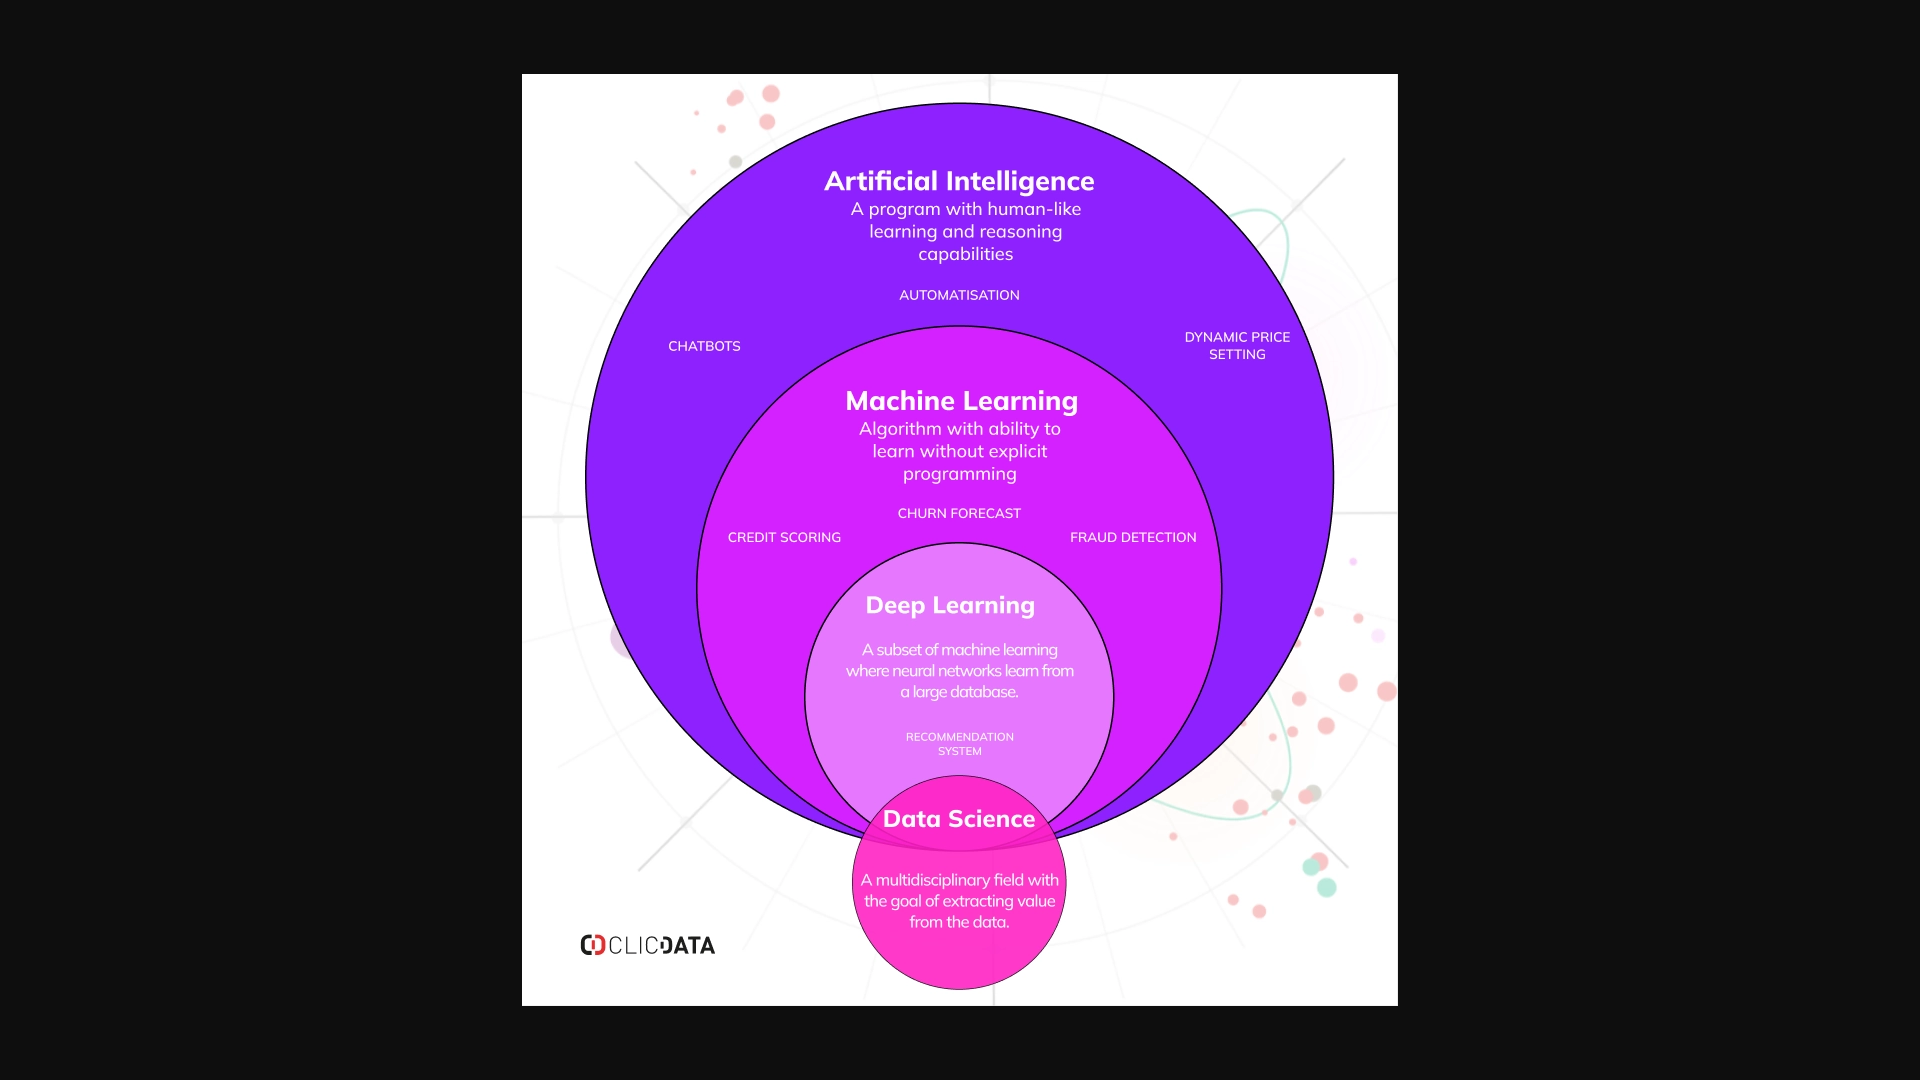 Artificial Intelligence
A program with human-like
learning and reasoning
capabilities
AUTOMATISATION
CHATBOTS
DYNAMIC PRICE
SETTING
Machine Learning
Algorithm with ability to
learn without explicit
programming
CHURN FORECAST
CREDIT SCORING
FRAUD DETECTION
Deep Learning
A subset of machine learning
where neural networks learn from
a large database.
RECOMMENDATION
SYSTEM
Data Science
A multidisciplinary field with
the goal of extracting value
from the data.
CLICDATA